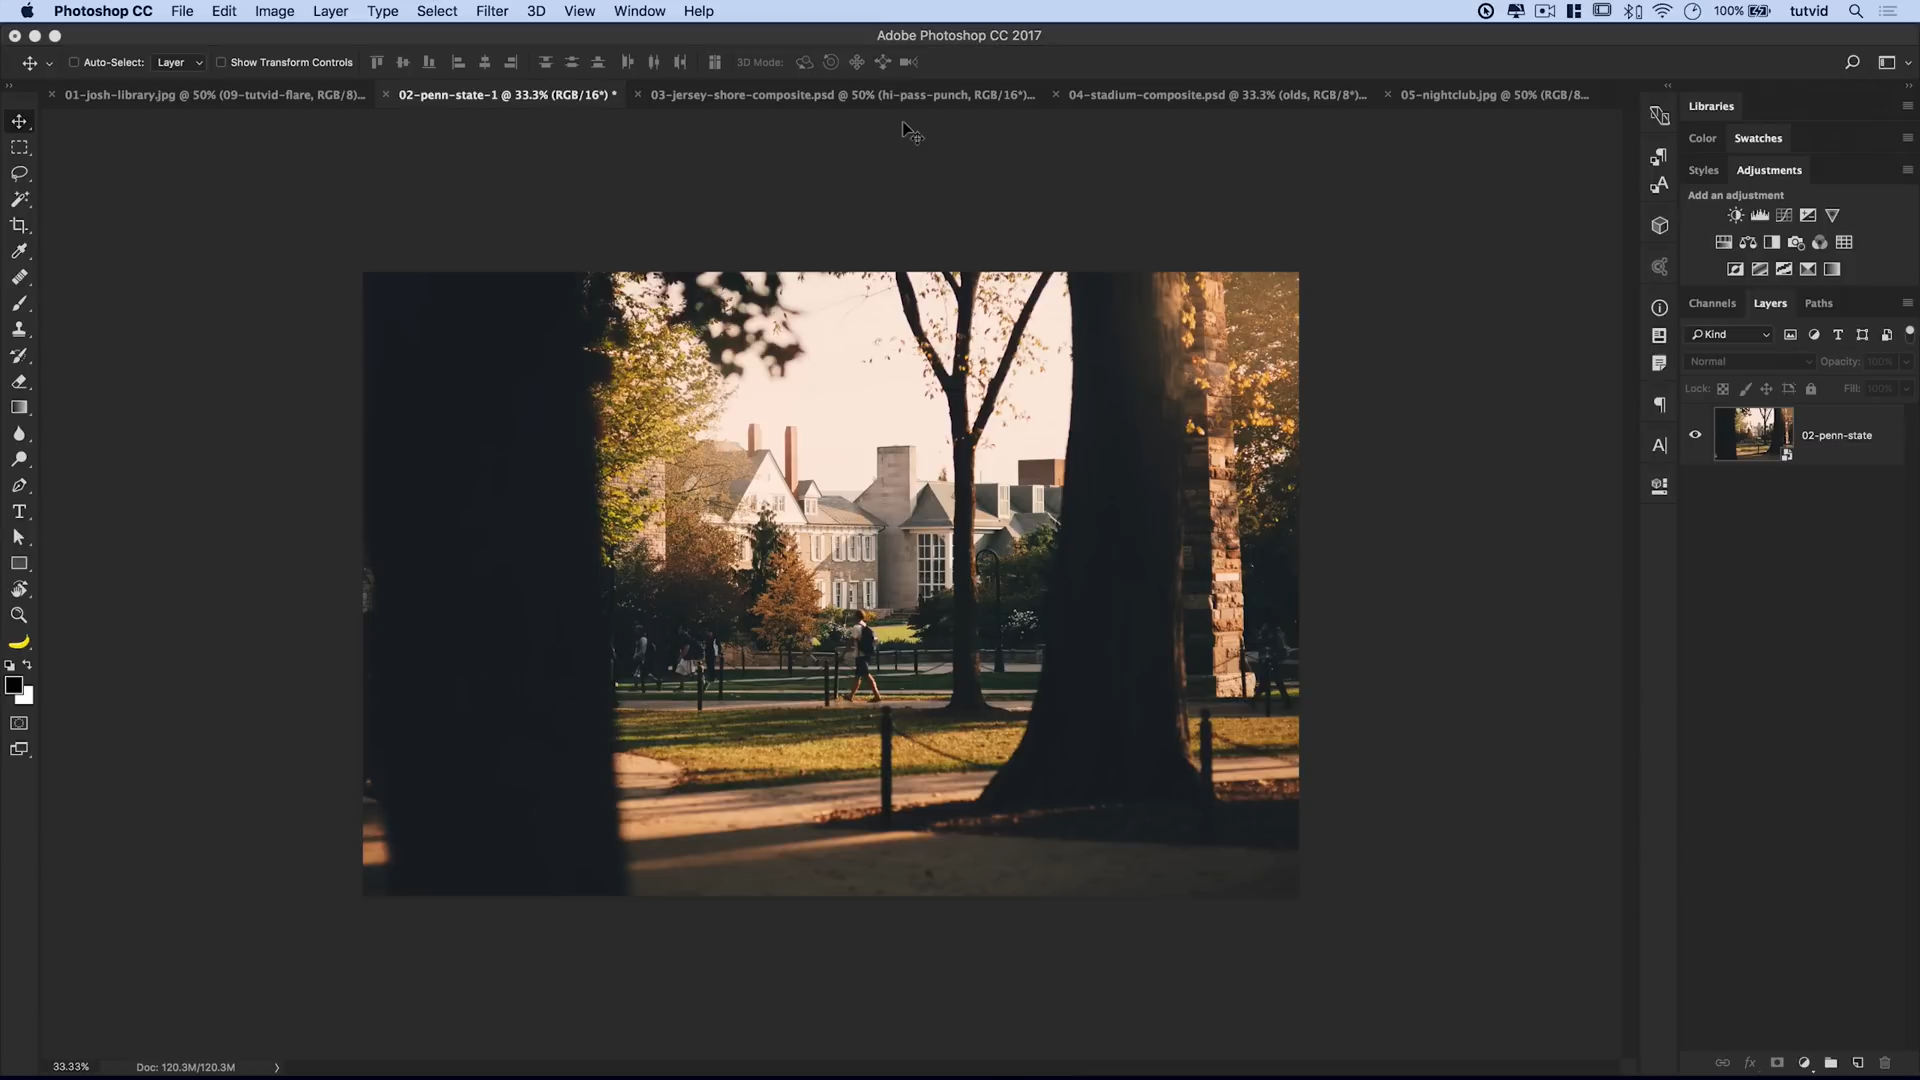 Photoshop CC File Edit Image Layer Type Select Filter 3D View Window Help 100% tutvid
Adobe Photoshop CC 2017
Auto-Select: Layer Show Transform Controls 3D Mode:
01-josh-library.jpg @ 50% (09-tutvid-flare, RGB/8)... 02-penn-state-1 @ 33.3% (RGB/16*) * 03-jersey-shore-composite.psd @ 50% (hi-pass-punch, RGB/16*)... 04-stadium-composite.psd @ 33.3% (olds, RGB/8*)... 05-nightclub.jpg @ 50% (RGB/8...
Libraries
Color Swatches
Styles Adjustments
Add an adjustment
Channels Layers Paths
Kind
Normal Opacity: 100%
Lock: Fill: 100%
02-penn-state
33.33% Doc: 120.3M/120.3M